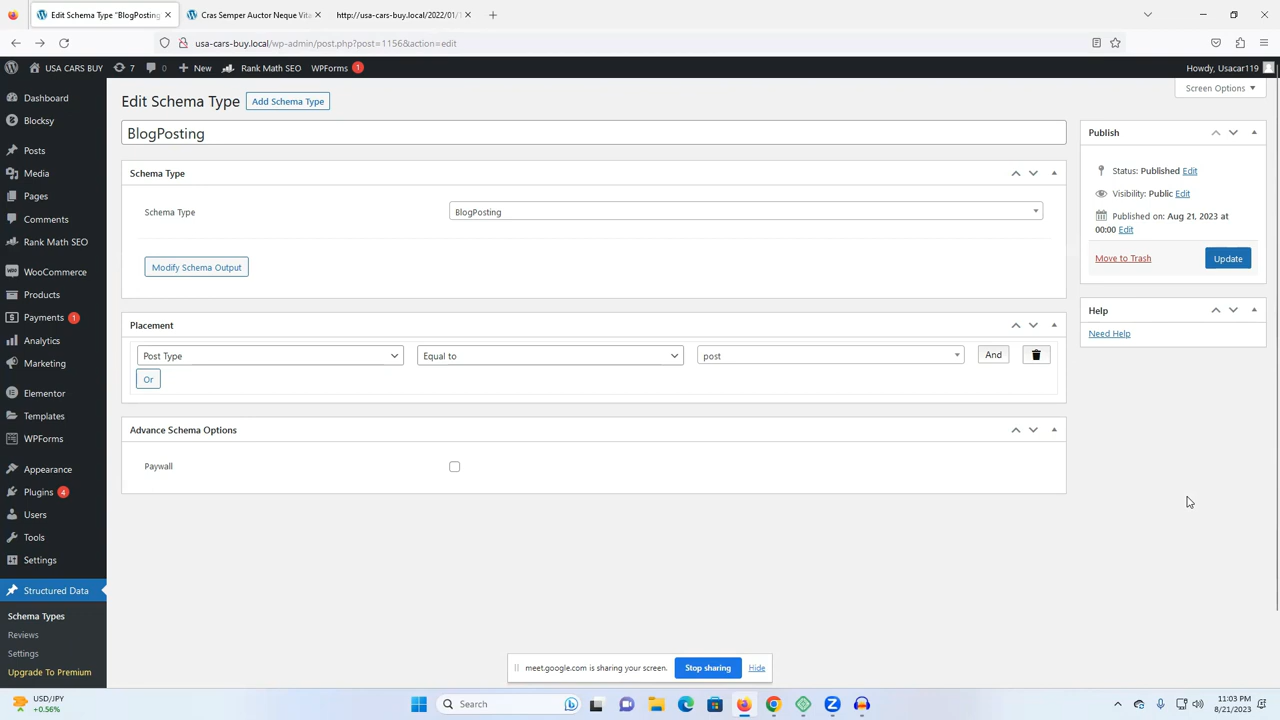 Edit Schema Type "BlogPosting
Cras Semper Auctor Neque Vita
http://usa-cars-buy.local/2022/01/1
usa-cars-buy.local/wp-admin/post.php?post=1156&action=edit
USA CARS BUY
7
0
New
Rank Math SEO
WPForms
1
Howdy, Usacar119
Dashboard
Blocksy
Posts
Media
Pages
Comments
Rank Math SEO
WooCommerce
Products
Payments
1
Analytics
Marketing
Elementor
Templates
WPForms
Appearance
Plugins
4
Users
Tools
Settings
Structured Data
Schema Types
Reviews
Settings
Upgrade To Premium
Screen Options
Edit Schema Type
Add Schema Type
BlogPosting
Schema Type
Schema Type
BlogPosting
Modify Schema Output
Placement
Post Type
Equal to
post
And
Or
Advance Schema Options
Paywall
Publish
Status: Published Edit
Visibility: Public Edit
Published on: Aug 21, 2023 at
00:00 Edit
Move to Trash
Update
Help
Need Help
meet.google.com is sharing your screen.
Stop sharing
Hide
USD/JPY
+0.56%
Search
11:03 PM
8/21/2023